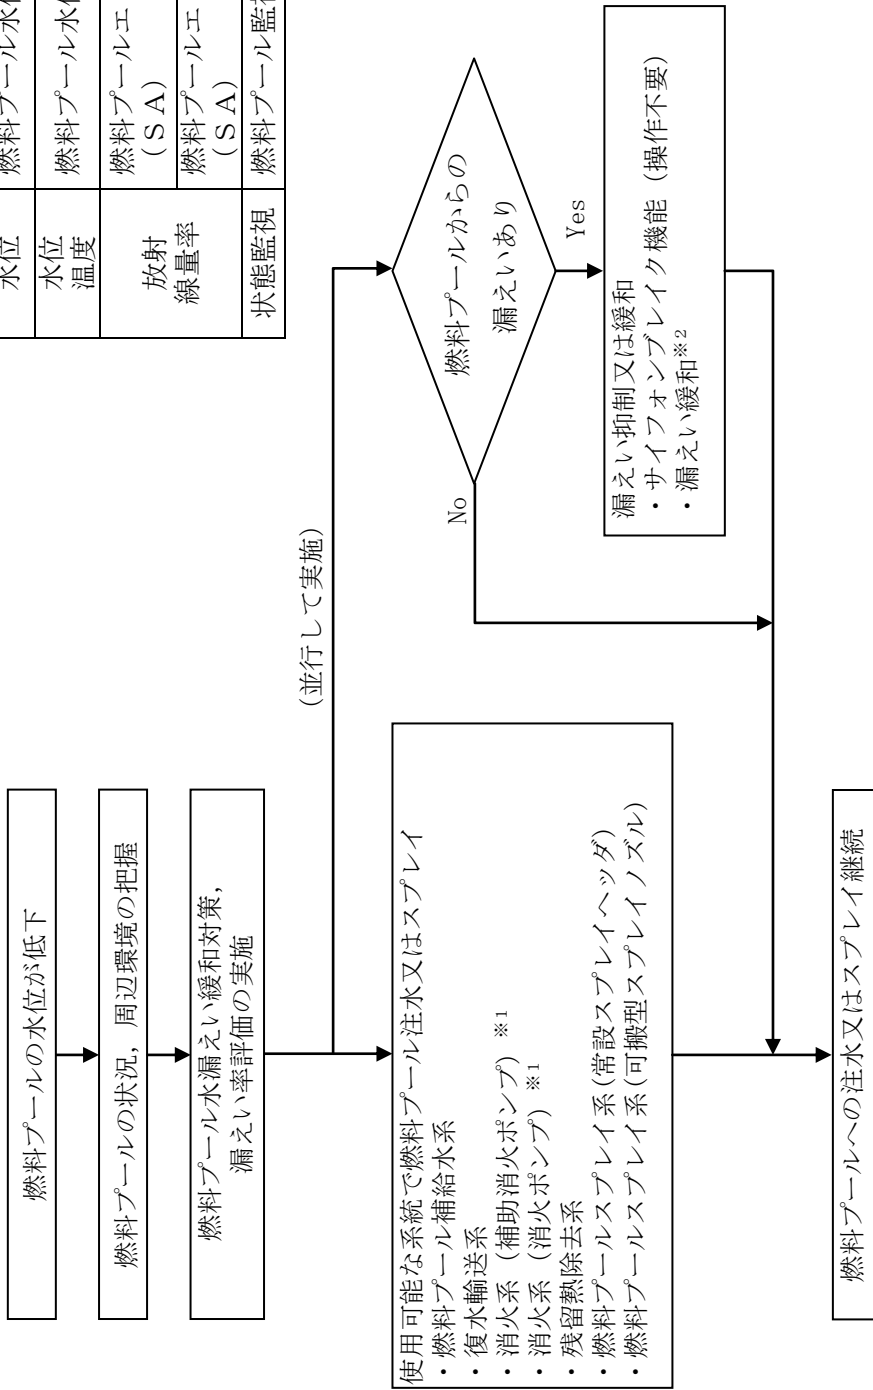 燃料プールの水位が低下
燃料プールの状況，周辺環境の把握
燃料プール水漏えい緩和対策，
漏えい率評価の実施
使用可能な系統で燃料プール注水又はスプレイ
・燃料プール補給水系
・復水輸送系
・消火系（補助消火ポンプ）※1
・消火系（消火ポンプ）※1
・残留熱除去系
・燃料プールスプレイ系(常設スプレイヘッダ)
・燃料プールスプレイ系(可搬型スプレイノズル)
燃料プールへの注水又はスプレイ継続
(並行して実施)
燃料プールからの
漏えいあり
No
Yes
漏えい抑制又は緩和
・サイフォンブレイク機能（操作不要）
・漏えい緩和※2
水位 燃料プール水位
水位
温度
燃料プール水位
放射
線量率
燃料プールエ
（ＳＡ）
燃料プールエ
（ＳＡ）
状態監視 燃料プール監視